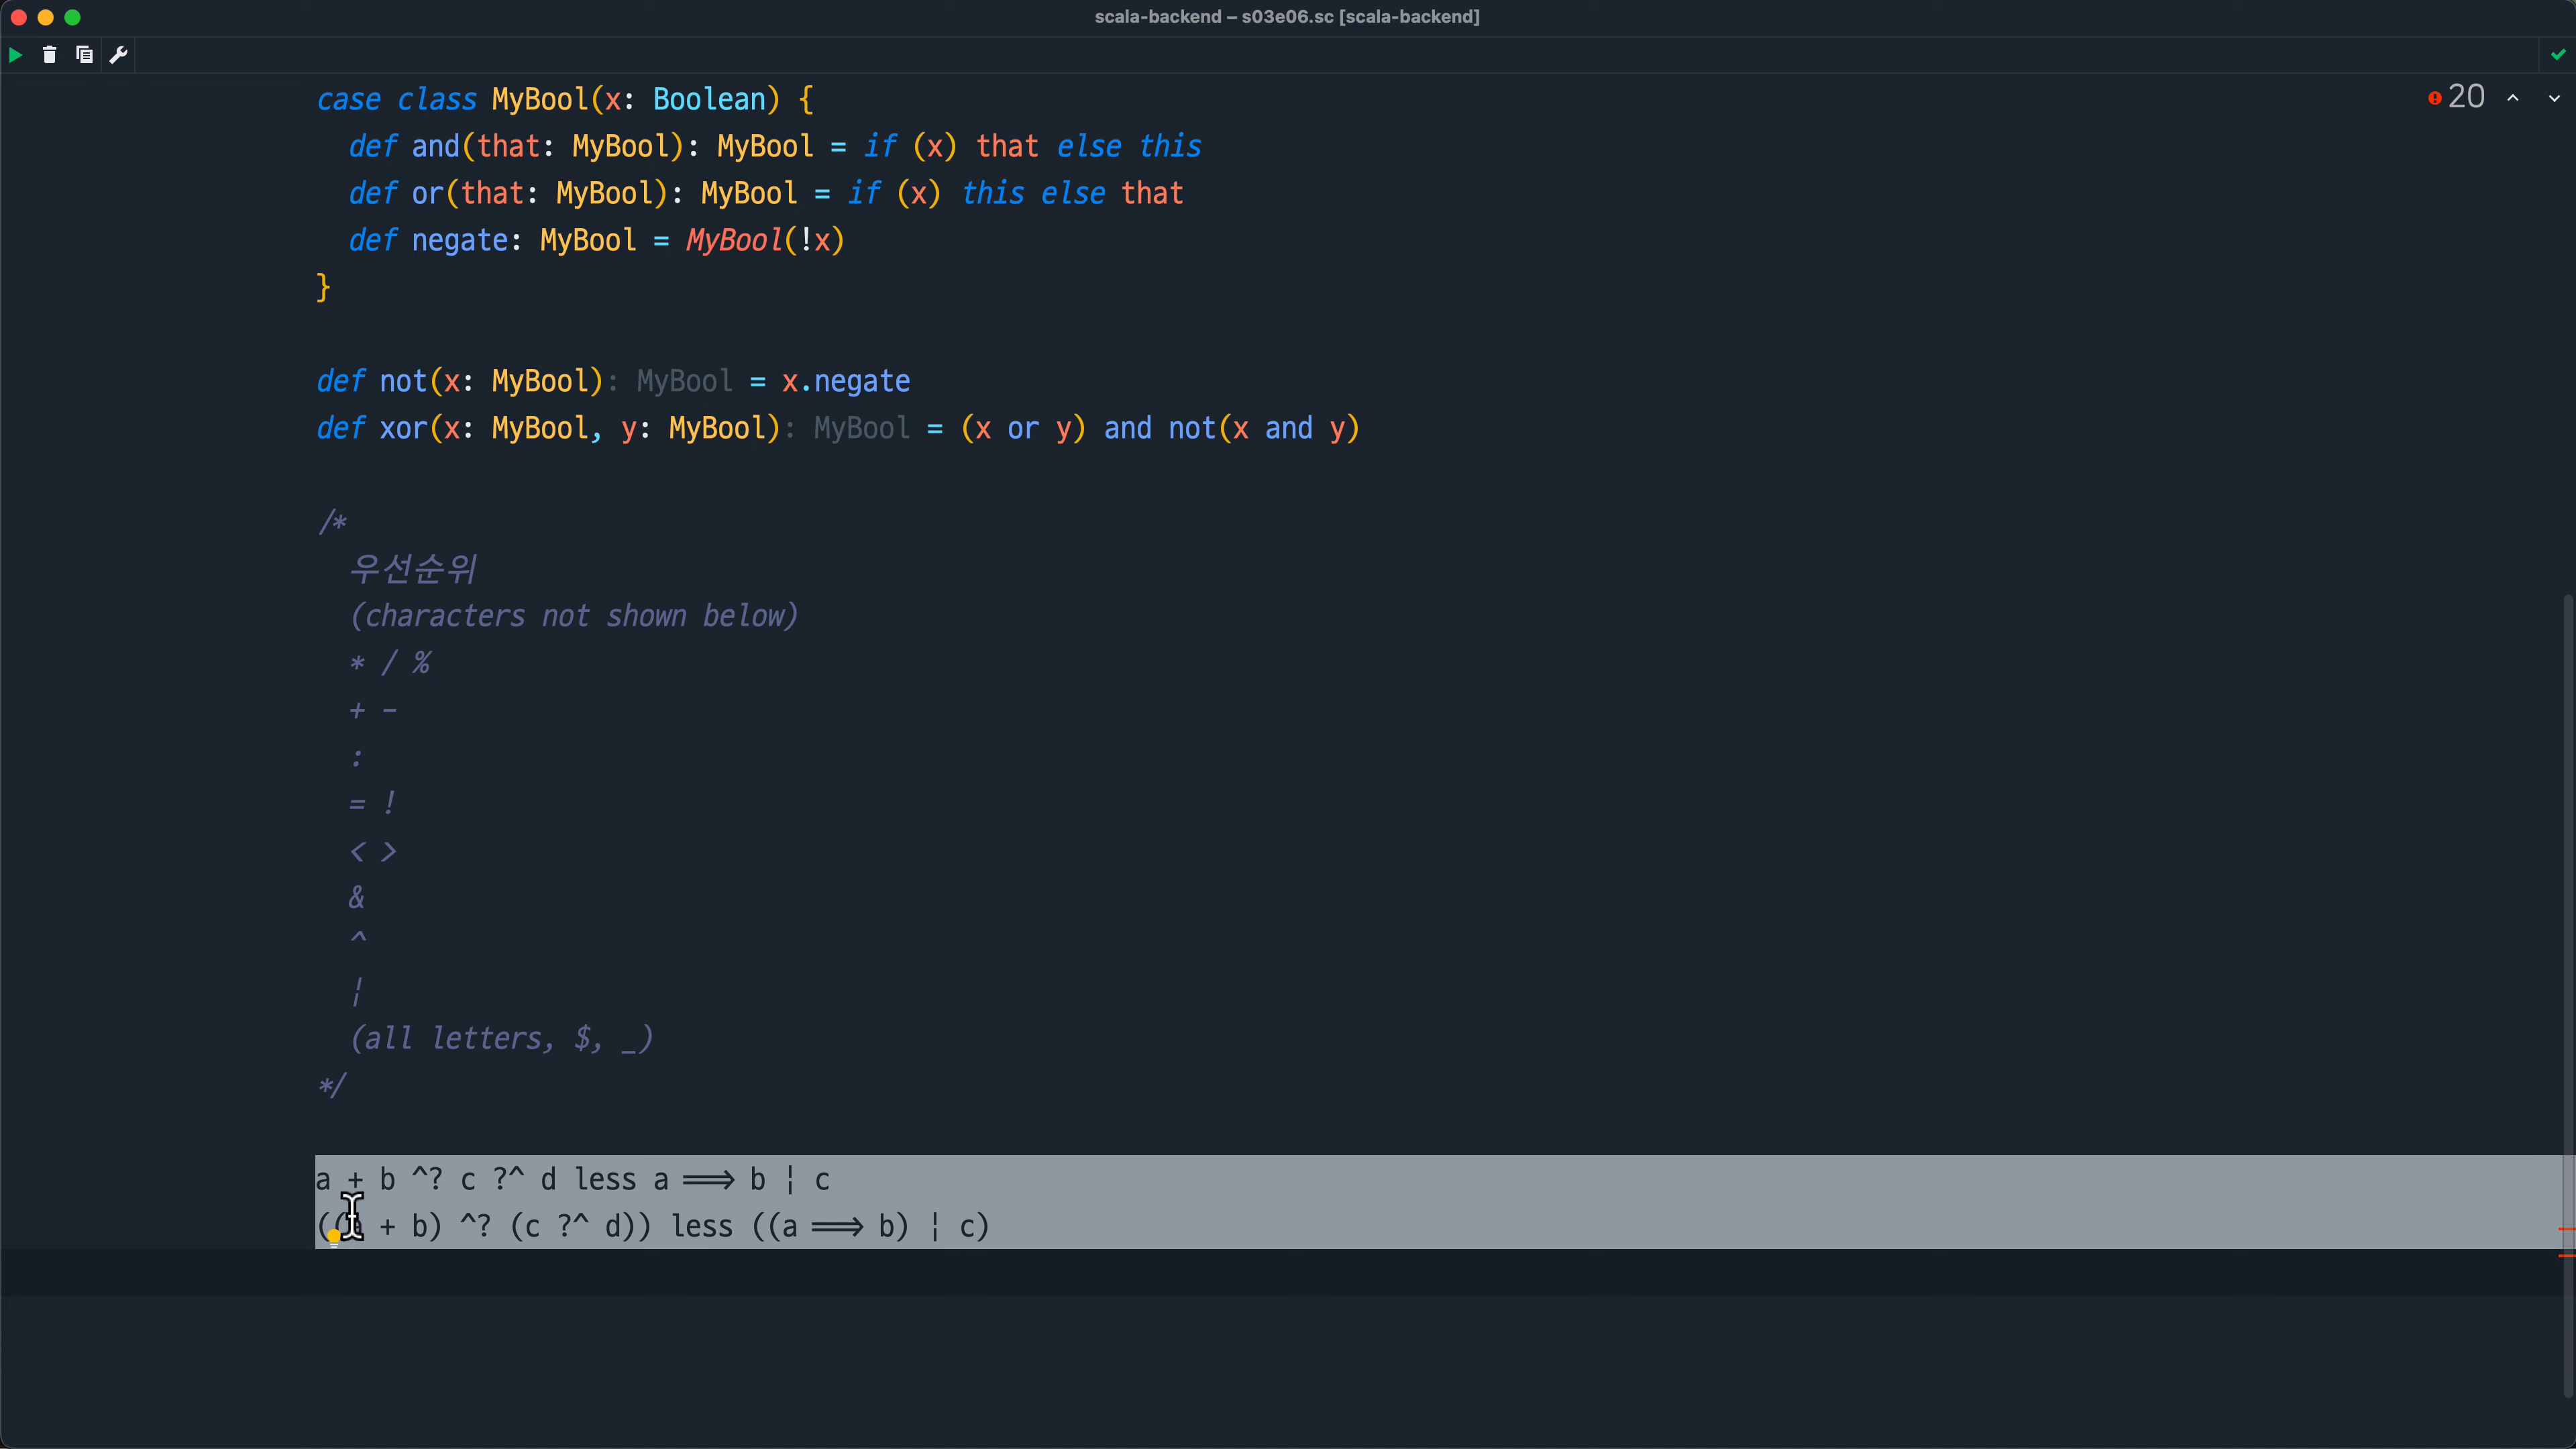 scala-backend – s03e06.sc [scala-backend]
20
case class MyBool(x: Boolean) {
def and(that: MyBool): MyBool = if (x) that else this
def or(that: MyBool): MyBool = if (x) this else that
def negate: MyBool = MyBool(!x)
}
def not(x: MyBool): MyBool = x.negate
def xor(x: MyBool, y: MyBool): MyBool = (x or y) and not(x and y)
/*
우선순위
(characters not shown below)
* / %
+ -
:
= !
< >
&
^
¦
(all letters, $, _)
*/
a + b ^? c ?^ d less a ⟹ b ¦ c
((a + b) ^? (c ?^ d)) less ((a ⟹ b) ¦ c)